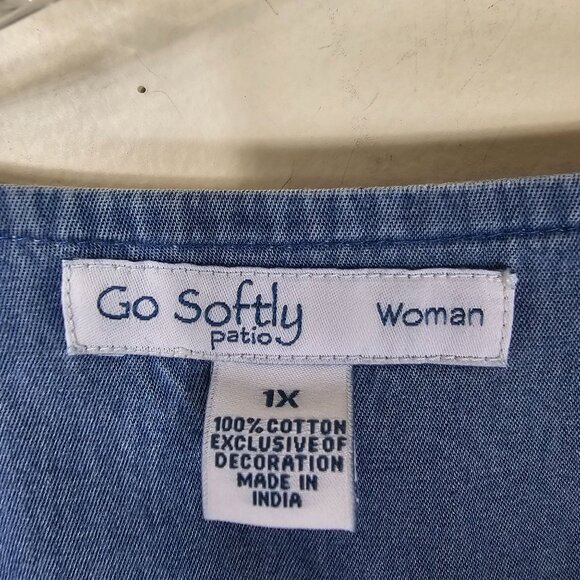 Go Softly Woman
patio
1X
100% COTTON
EXCLUSIVE OF
DECORATION
MADE IN
INDIA